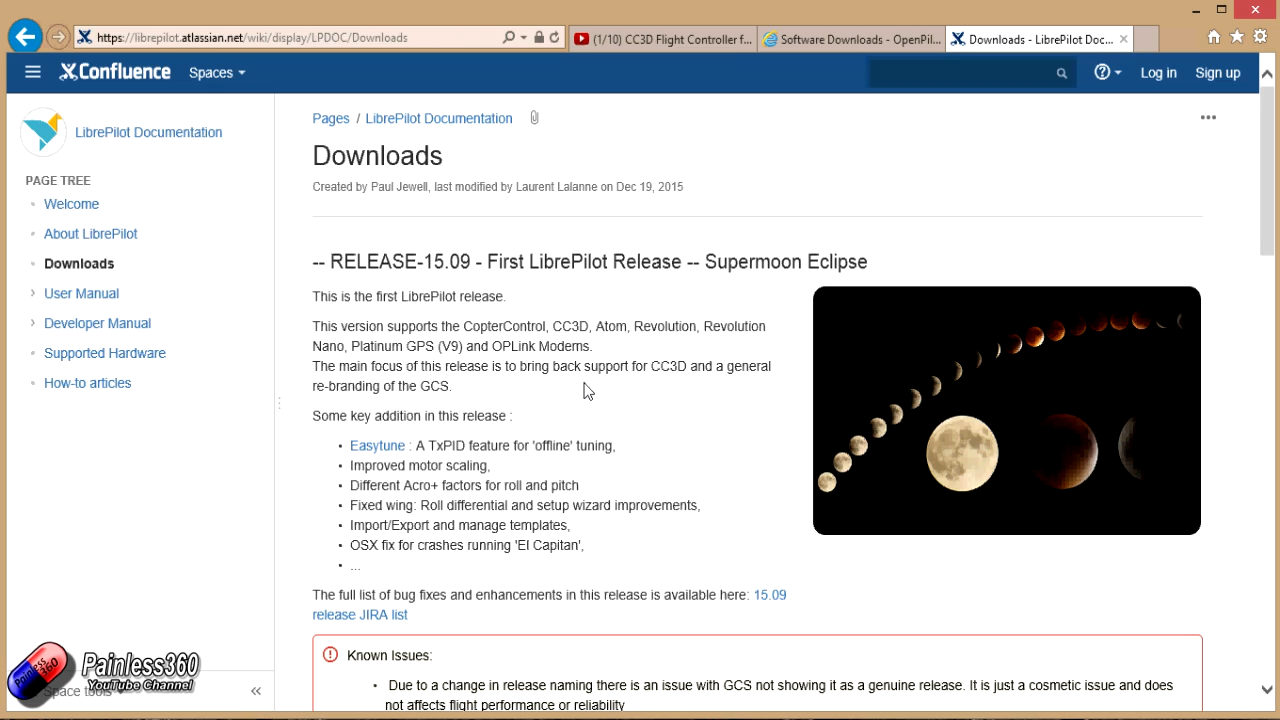 https://librepilot.atlassian.net/wiki/display/LPDOC/Downloads
(1/10) CC3D Flight Controller f...
Software Downloads - OpenPil...
Downloads - LibrePilot Doc...
Confluence
Spaces
Log in
Sign up
LibrePilot Documentation
PAGE TREE
Welcome
About LibrePilot
Downloads
User Manual
Developer Manual
Supported Hardware
How-to articles
Space tools
Pages / LibrePilot Documentation
Downloads
Created by Paul Jewell, last modified by Laurent Lalanne on Dec 19, 2015
-- RELEASE-15.09 - First LibrePilot Release -- Supermoon Eclipse
This is the first LibrePilot release.
This version supports the CopterControl, CC3D, Atom, Revolution, Revolution
Nano, Platinum GPS (V9) and OPLink Modems.
The main focus of this release is to bring back support for CC3D and a general
re-branding of the GCS.
Some key addition in this release :
• Easytune : A TxPID feature for 'offline' tuning,
• Improved motor scaling,
• Different Acro+ factors for roll and pitch
• Fixed wing: Roll differential and setup wizard improvements,
• Import/Export and manage templates,
• OSX fix for crashes running 'El Capitan',
• ...
The full list of bug fixes and enhancements in this release is available here: 15.09
release JIRA list
Known Issues:
• Due to a change in release naming there is an issue with GCS not showing it as a genuine release. It is just a cosmetic issue and does
not affects flight performance or reliability
Painless360
YouTube Channel